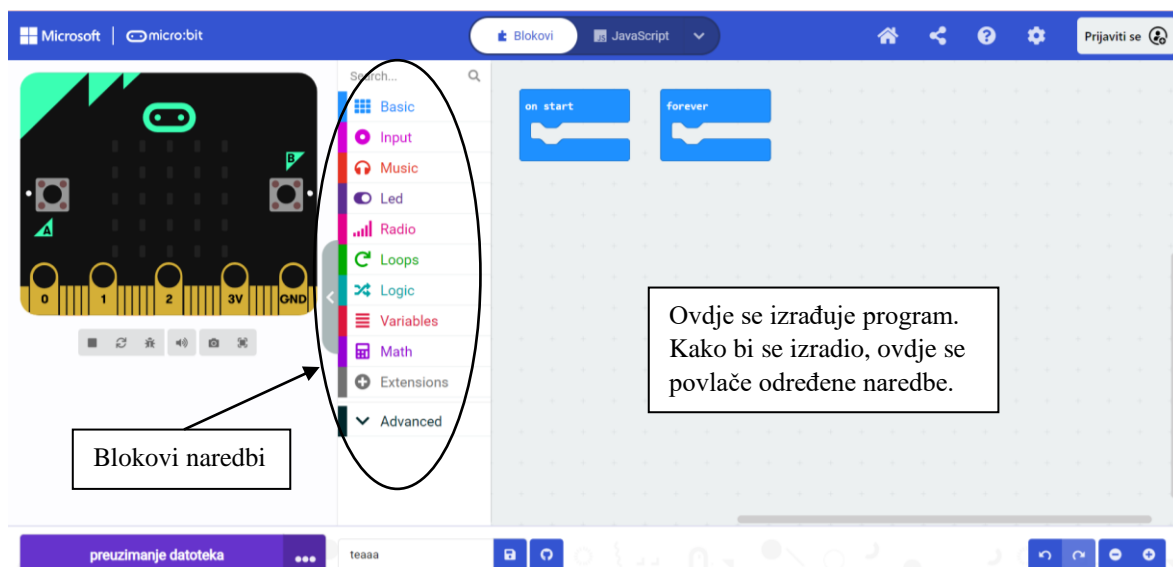 Microsoft | micro:bit
Blokovi
JavaScript
Prijaviti se
Search...
Basic
Input
Music
Led
Radio
Loops
Logic
Variables
Math
Extensions
Advanced
on start
forever
B
A
0 1 2 3V GND
Ovdje se izrađuje program.
Kako bi se izradio, ovdje se
povlače određene naredbe.
Blokovi naredbi
preuzimanje datoteka
teaaa